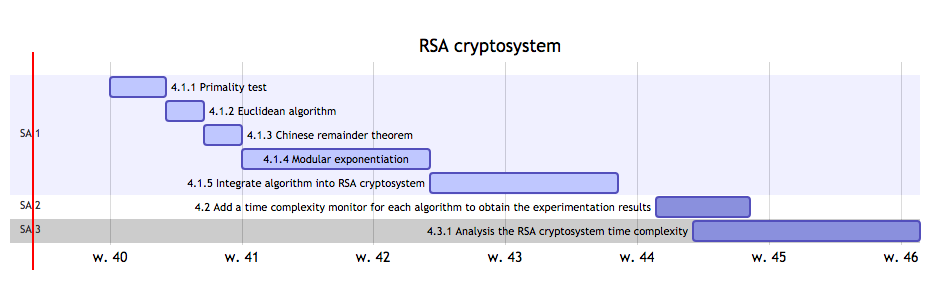 RSA cryptosystem
4.1.1 Primality test
4.1.2 Euclidean algorithm
SA 1
4.1.3 Chinese remainder theorem
4.1.4 Modular exponentiation
4.1.5 Integrate algorithm into RSA cryptosystem
SA 2
4.2 Add a time complexity monitor for each algorithm to obtain the experimentation results
SA 3
4.3.1 Analysis the RSA cryptosystem time complexity
w. 40 w. 41 w. 42 w. 43 w. 44 w. 45 w. 46